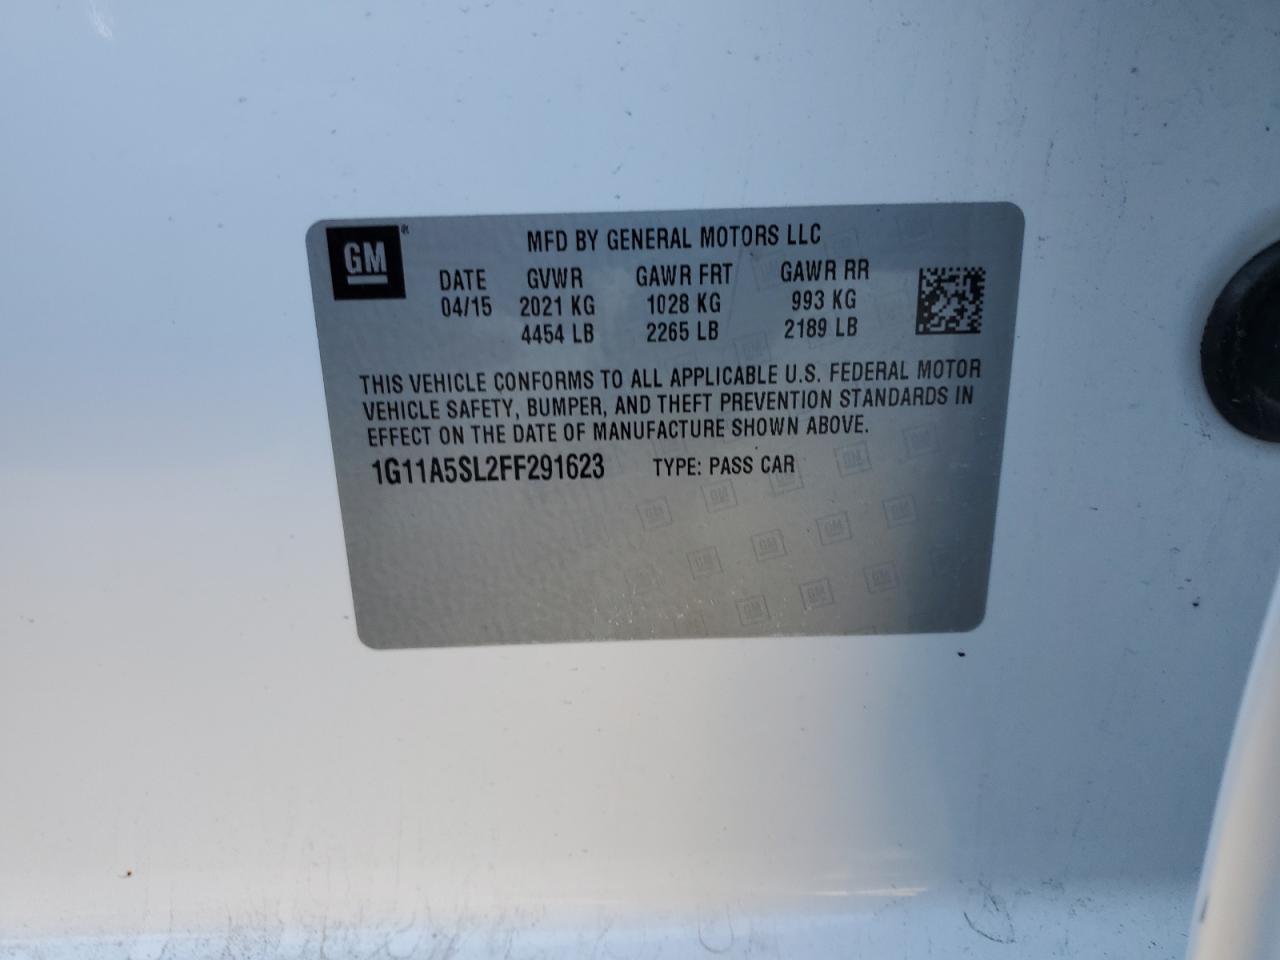 GM
MFD BY GENERAL MOTORS LLC
DATE GVWR GAWR FRT GAWR RR
04/15 2021 KG 1028 KG 993 KG
4454 LB 2265 LB 2189 LB
THIS VEHICLE CONFORMS TO ALL APPLICABLE U.S. FEDERAL MOTOR
VEHICLE SAFETY, BUMPER, AND THEFT PREVENTION STANDARDS IN
EFFECT ON THE DATE OF MANUFACTURE SHOWN ABOVE.
1G11A5SL2FF291623 TYPE: PASS CAR